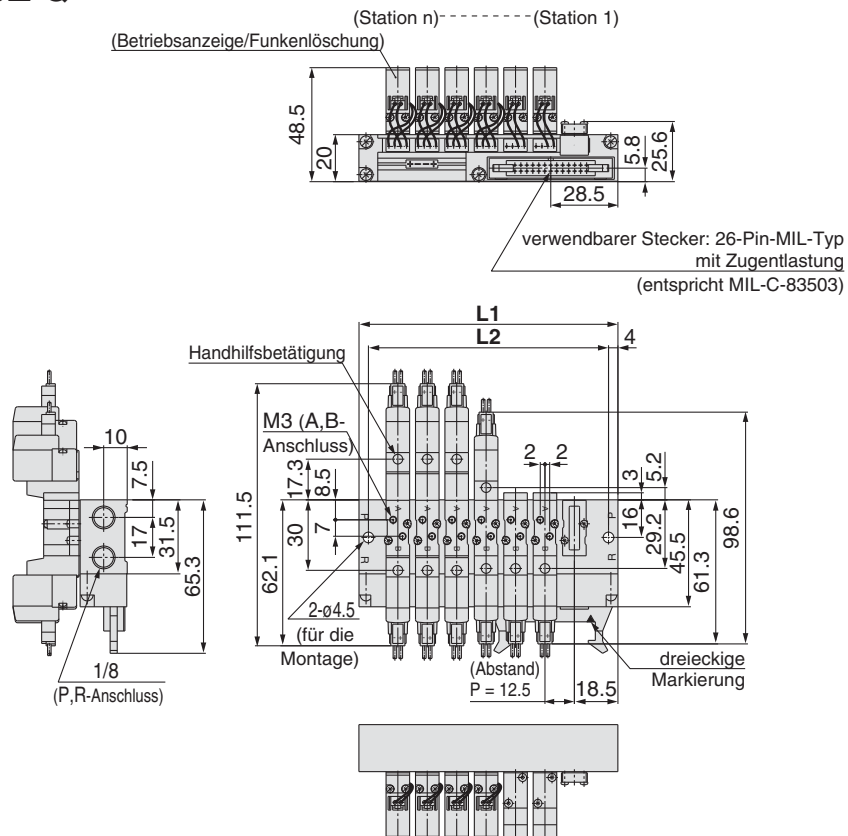 (Station n) (Station 1)
(Betriebsanzeige/Funkenlöschung)
48.5
20
5.8
25.6
28.5
verwendbarer Stecker: 26-Pin-MIL-Typ
mit Zugentlastung
(entspricht MIL-C-83503)
L1
L2
4
Handhilfsbetätigung
M3 (A,B-
Anschluss)
10
7.5
17
31.5
65.3
1/8
(P,R-Anschluss)
111.5
62.1
17.3
8.5
30
7
2 2
3
5.2
16
29.2
45.5
61.3
98.6
A A A A A A
B B B B B B
P P
R R
2-ø4.5
(für die
Montage)
(Abstand)
P = 12.5
18.5
dreieckige
Markierung